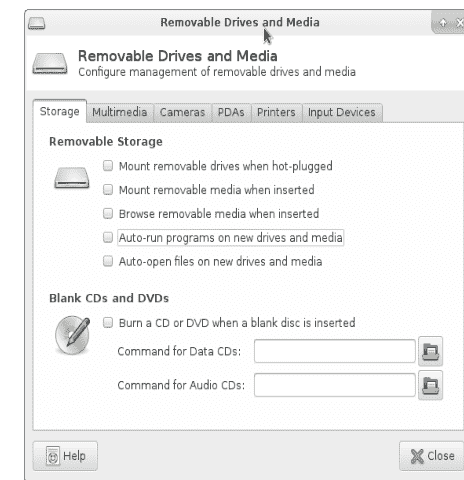 Removable Drives and Media
Removable Drives and Media
Configure management of removable drives and media
Storage Multimedia Cameras PDAs Printers Input Devices
Removable Storage
Mount removable drives when hot-plugged
Mount removable media when inserted
Browse removable media when inserted
Auto-run programs on new drives and media
Auto-open files on new drives and media
Blank CDs and DVDs
Burn a CD or DVD when a blank disc is inserted
Command for Data CDs:
Command for Audio CDs:
Help Close